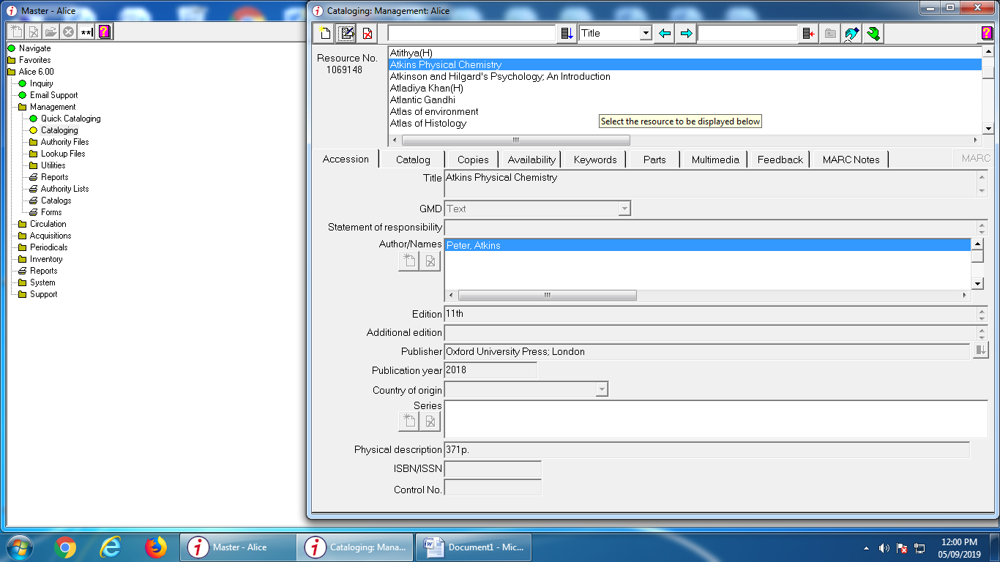 Master - Alice
Navigate
Favorites
Alice 6.00
Inquiry
Email Support
Management
Quick Cataloging
Cataloging
Authority Files
Lookup Files
Utilities
Reports
Authority Lists
Catalogs
Forms
Circulation
Acquisitions
Periodicals
Inventory
Reports
System
Support
Cataloging: Management: Alice
Title
Resource No.
1069148
Atithya(H)
Atkins Physical Chemistry
Atkinson and Hilgard's Psychology; An Introduction
Atladiya Khan(H)
Atlantic Gandhi
Atlas of environment
Atlas of Histology
Select the resource to be displayed below
Accession Catalog Copies Availability Keywords Parts Multimedia Feedback MARC Notes MARC
Title Atkins Physical Chemistry
GMD Text
Statement of responsibility
Author/Names Peter, Atkins
Edition 11th
Additional edition
Publisher Oxford University Press; London
Publication year 2018
Country of origin
Series
Physical description 371p.
ISBN/ISSN
Control No.
Master - Alice Cataloging: Mana... Document1 - Mic... 12:00 PM
05/09/2019